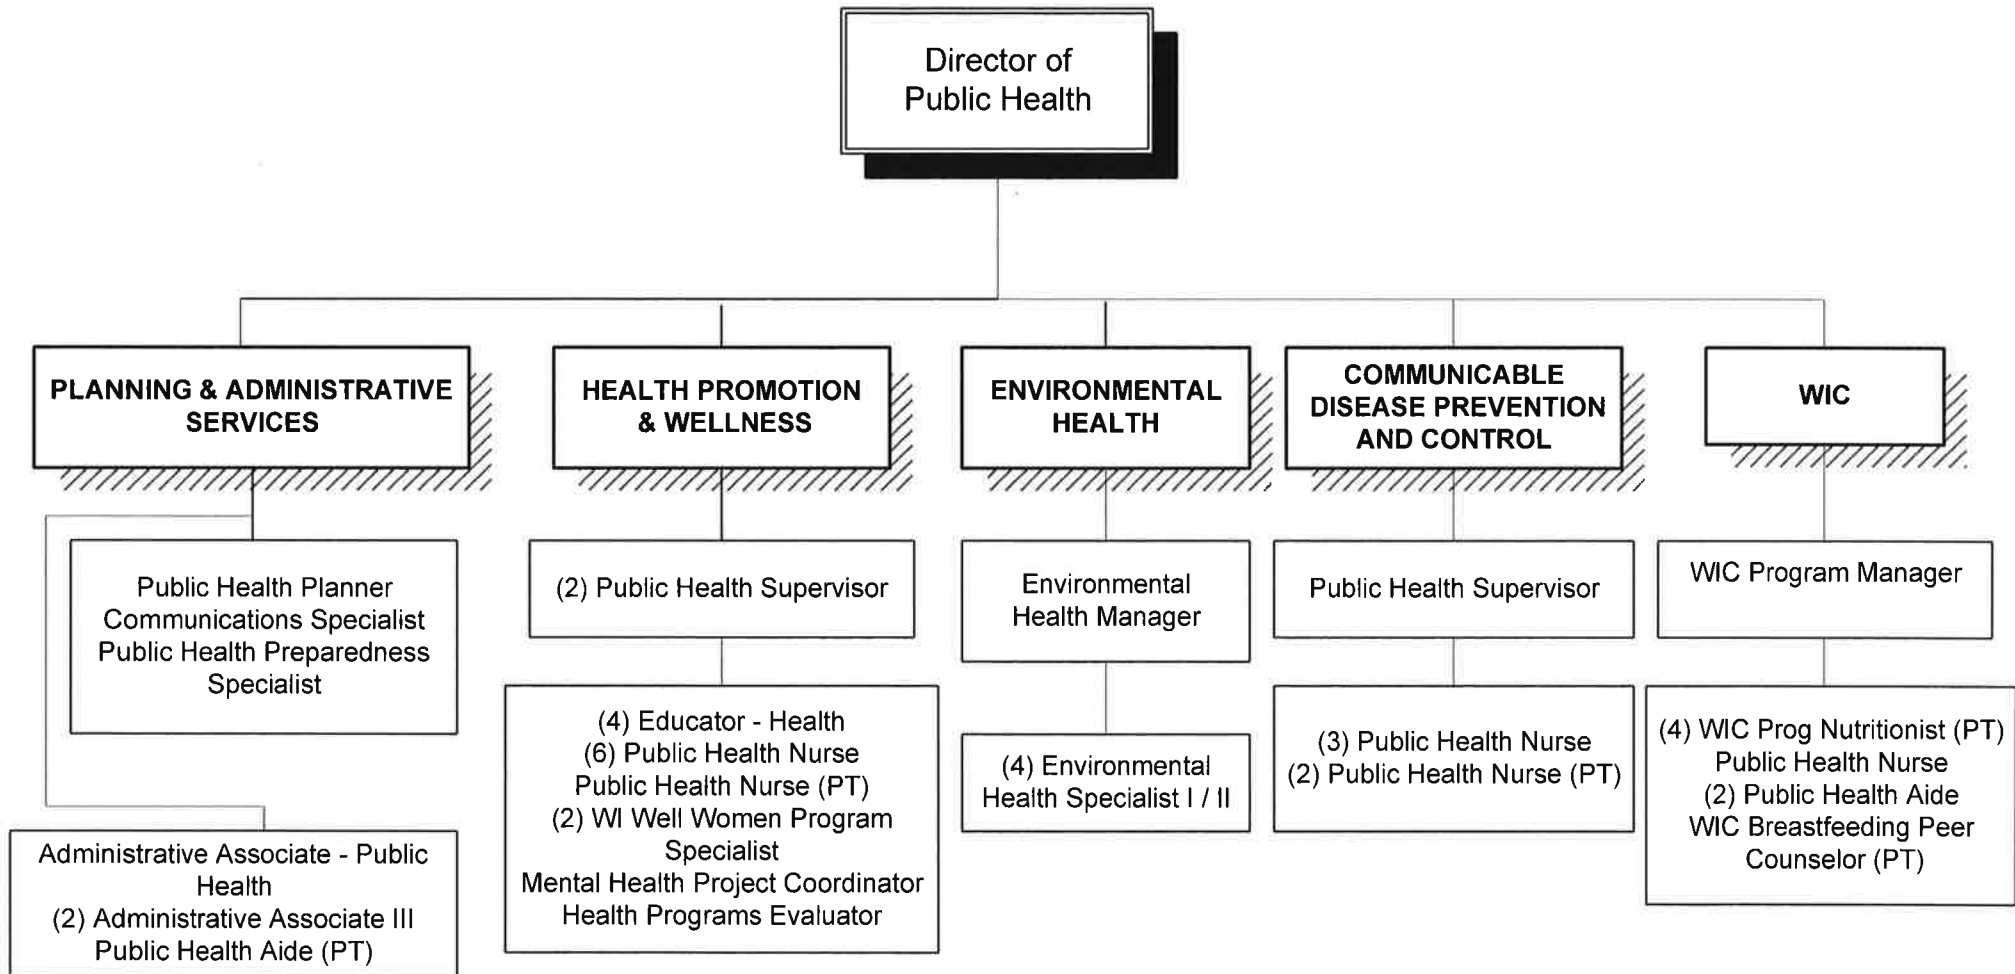 Director of
Public Health
PLANNING & ADMINISTRATIVE
SERVICES
HEALTH PROMOTION
& WELLNESS
ENVIRONMENTAL
HEALTH
COMMUNICABLE
DISEASE PREVENTION
AND CONTROL
WIC
Public Health Planner
Communications Specialist
Public Health Preparedness
Specialist
(2) Public Health Supervisor
Environmental
Health Manager
Public Health Supervisor
WIC Program Manager
Administrative Associate - Public
Health
(2) Administrative Associate III
Public Health Aide (PT)
(4) Educator - Health
(6) Public Health Nurse
Public Health Nurse (PT)
(2) WI Well Women Program
Specialist
Mental Health Project Coordinator
Health Programs Evaluator
(4) Environmental
Health Specialist I / II
(3) Public Health Nurse
(2) Public Health Nurse (PT)
(4) WIC Prog Nutritionist (PT)
Public Health Nurse
(2) Public Health Aide
WIC Breastfeeding Peer
Counselor (PT)